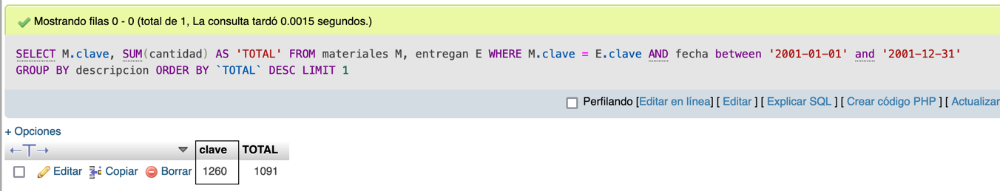 Mostrando filas 0 - 0 (total de 1, La consulta tardó 0.0015 segundos.)
SELECT M.clave, SUM(cantidad) AS 'TOTAL' FROM materiales M, entregan E WHERE M.clave = E.clave AND fecha between '2001-01-01' and '2001-12-31'
GROUP BY descripcion ORDER BY `TOTAL` DESC LIMIT 1
Perfilando [Editar en línea] [ Editar ] [ Explicar SQL ] [ Crear código PHP ] [ Actualizar
+ Opciones
←T→ clave TOTAL
Editar Copiar Borrar 1260 1091